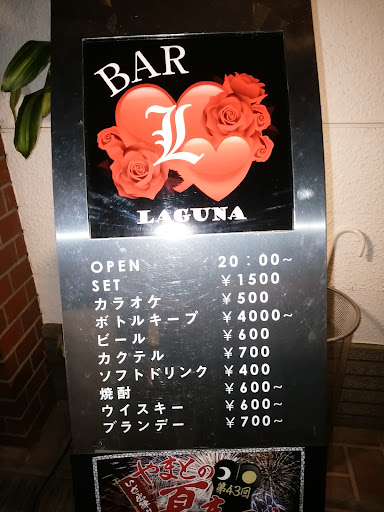 BAR
L
LAGUNA
OPEN 20:00~
SET ¥1500
カラオケ ¥500
ボトルキープ ¥4000~
ビール ¥600
カクテル ¥700
ソフトドリンク ¥400
焼酎 ¥600~
ウイスキー ¥600~
ブランデー ¥700~
やまとの
第43回
夏ま